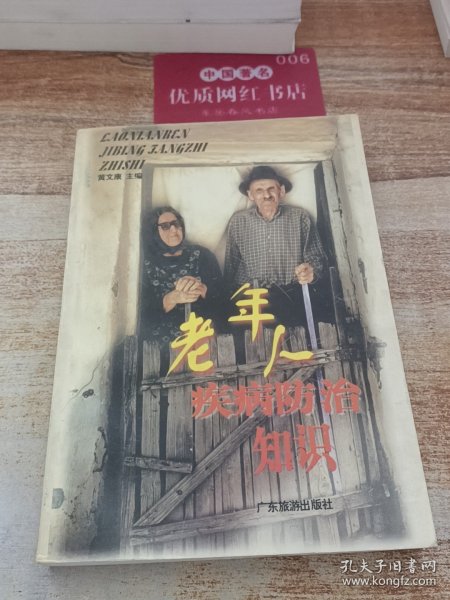 006
中国著名
优质网红书店
LAONIANREN
JIBING FANGZHI
ZHISHI
黄文康 主编
老年人
疾病防治
知识
广东旅游出版社
孔夫子旧书网
www.kongfz.com